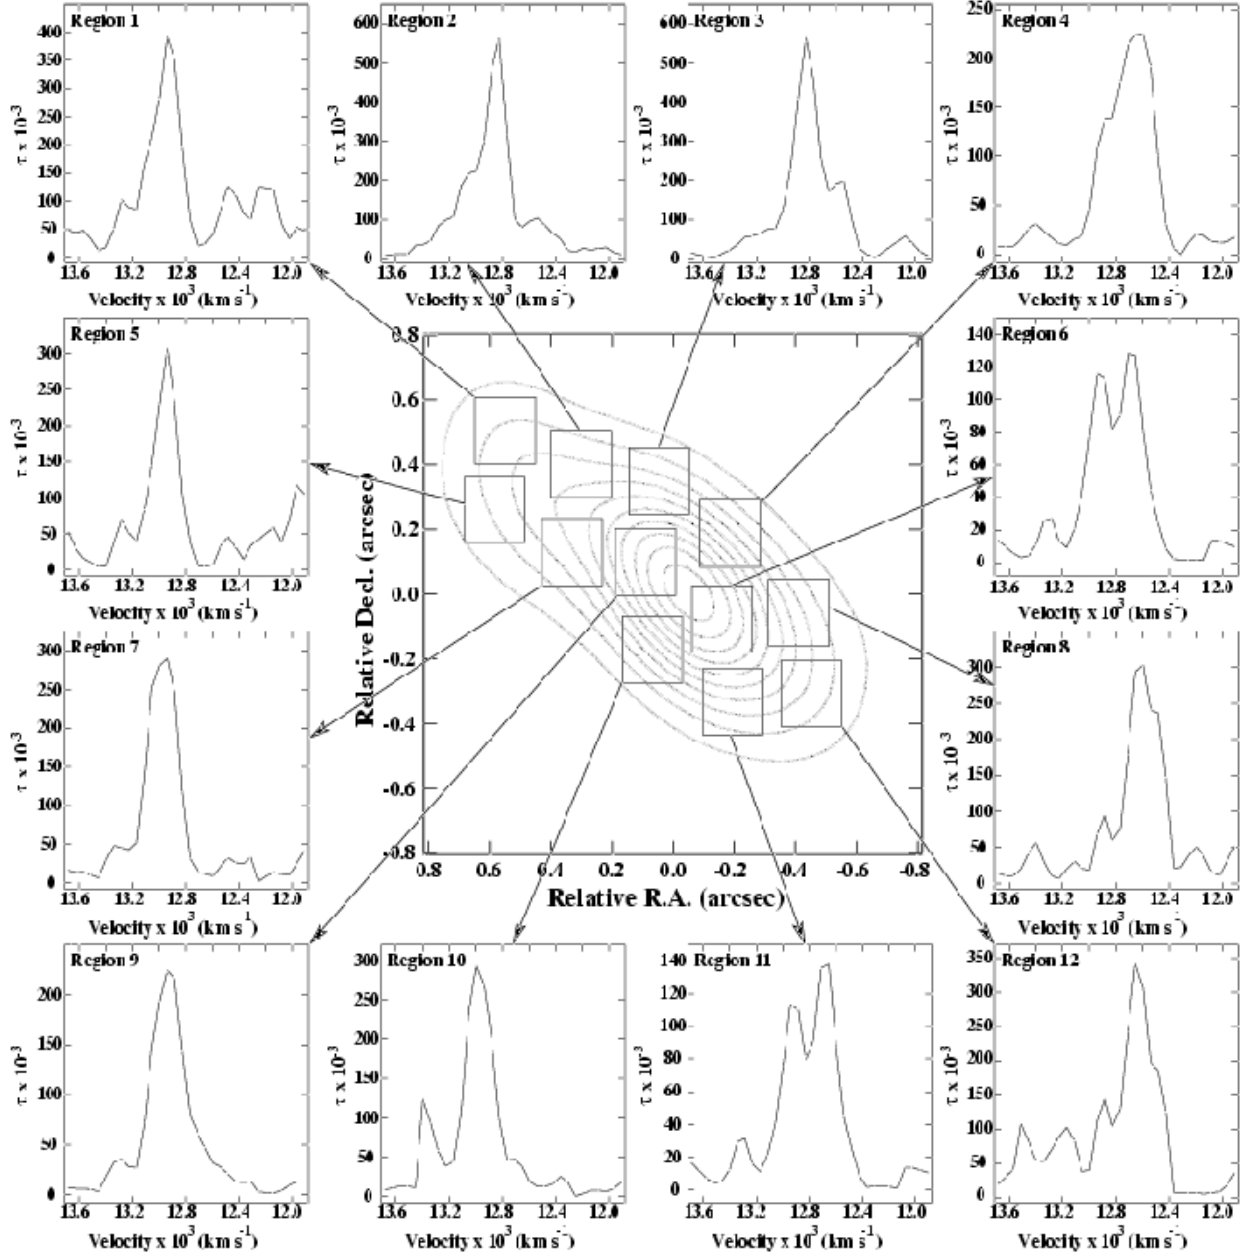 Region 1
400
350
300
250
200
150
100
50
0
τ x 10⁻³
13.6 13.2 12.8 12.4 12.0
Velocity x 10³ (km s⁻¹)
Region 2
600
500
400
300
200
100
0
τ x 10⁻³
13.6 13.2 12.8 12.4 12.0
Velocity x 10³ (km s⁻¹)
Region 3
600
500
400
300
200
100
0
τ x 10⁻³
13.6 13.2 12.8 12.4 12.0
Velocity x 10³ (km s⁻¹)
Region 4
250
200
150
100
50
0
τ x 10⁻³
13.6 13.2 12.8 12.4 12.0
Velocity x 10³ (km s⁻¹)
Region 5
300
250
200
150
100
50
0
τ x 10⁻³
13.6 13.2 12.8 12.4 12.0
Velocity x 10³ (km s⁻¹)
0.8
0.6
0.4
0.2
0.0
-0.2
-0.4
-0.6
-0.8
Relative Decl. (arcsec)
0.8 0.6 0.4 0.2 0.0 -0.2 -0.4 -0.6 -0.8
Relative R.A. (arcsec)
Region 6
140
120
100
80
60
40
20
0
τ x 10⁻³
13.6 13.2 12.8 12.4 12.0
Velocity x 10³ (km s⁻¹)
Region 7
300
250
200
150
100
50
0
τ x 10⁻³
13.6 13.2 12.8 12.4 12.0
Velocity x 10³ (km s⁻¹)
Region 8
300
250
200
150
100
50
0
τ x 10⁻³
13.6 13.2 12.8 12.4 12.0
Velocity x 10³ (km s⁻¹)
Region 9
200
150
100
50
0
τ x 10⁻³
13.6 13.2 12.8 12.4 12.0
Velocity x 10³ (km s⁻¹)
Region 10
300
250
200
150
100
50
0
τ x 10⁻³
13.6 13.2 12.8 12.4 12.0
Velocity x 10³ (km s⁻¹)
Region 11
140
120
100
80
60
40
20
0
τ x 10⁻³
13.6 13.2 12.8 12.4 12.0
Velocity x 10³ (km s⁻¹)
Region 12
350
300
250
200
150
100
50
0
τ x 10⁻³
13.6 13.2 12.8 12.4 12.0
Velocity x 10³ (km s⁻¹)